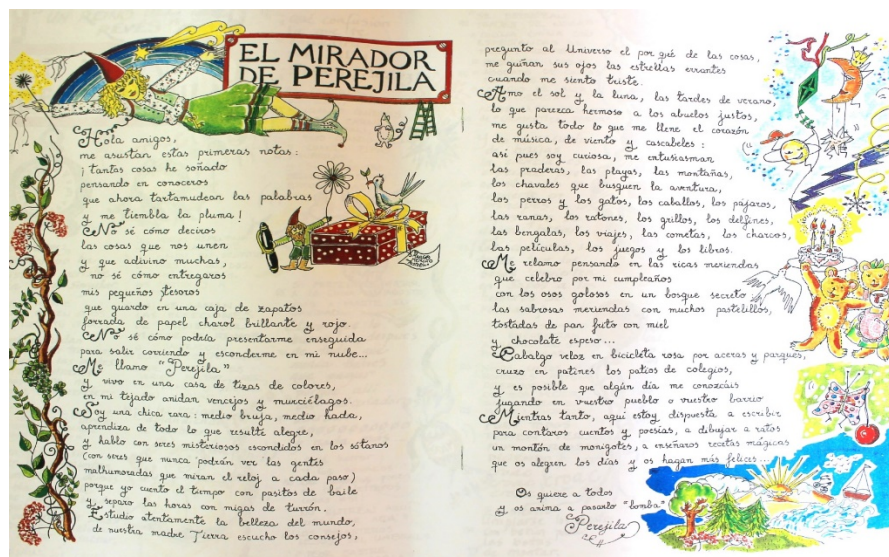 EL MIRADOR
DE PEREJILA
Hola amigos,
me asustan estas primeras notas:
¡tantas cosas he soñado
pensando en conoceros
que ahora tartamudean las palabras
y me tiembla la pluma!
No sé cómo deciros
las cosas que nos unen
y que adivino muchas,
no sé cómo entregaros
mis pequeños tesoros
que guardo en una caja de zapatos
forrada de papel charol brillante y rojo.
No sé cómo podría presentarme enseguida
para salir corriendo y esconderme en mi nube...
Me llamo "Perejila"
y vivo en una casa de tizas de colores,
en mi tejado anidan vencejos y murciélagos.
Soy una chica rara: medio bruja, medio hada,
aprendiza de todo lo que resulte alegre,
y hablo con seres misteriosos escondidos en los sótanos
(con seres que nunca podrán ver las gentes
malhumoradas que miran el reloj a cada paso)
porque yo cuento el tiempo con pasitos de baile
y separo las horas con migas de turrón.
Estudio atentamente la belleza del mundo,
de nuestra madre Tierra escucho los consejos,
pregunto al Universo el por qué de las cosas,
me guiñan sus ojos las estrellas errantes
cuando me siento triste.
Amo el sol y la luna, las tardes de verano,
lo que parezca hermoso a los abuelos justos,
me gusta todo lo que me llene el corazón
de música, de viento y cascabeles:
así pues soy curiosa, me entusiasman
las praderas, las playas, las montañas,
los chavales que busquen la aventura,
los perros y los gatos, los caballos, los pájaros,
las ranas, los ratones, los grillos, los delfines,
las bengalas, los viajes, las cometas, los charcos,
las películas, los juegos y los libros.
Me relamo pensando en las ricas meriendas
que celebro por mi cumpleaños
con los osos golosos en un bosque secreto
las sabrosas meriendas con muchos pastelillos,
tostadas de pan frito con miel
y chocolate espeso...
Cabalgo veloz en bicicleta rosa por aceras y parques,
cruzo en patines los patios de colegios,
y es posible que algún día me conozcáis
jugando en vuestro pueblo o vuestro barrio
Mientras tanto, aquí estoy dispuesta a escribir
para contaros cuentos y poesías, a dibujar a ratos
un montón de monigotes, a enseñaros recetas mágicas
que os alegren los días y os hagan más felices...
Os quiere a todos
y os anima a pasarlo "bomba"
Perejila